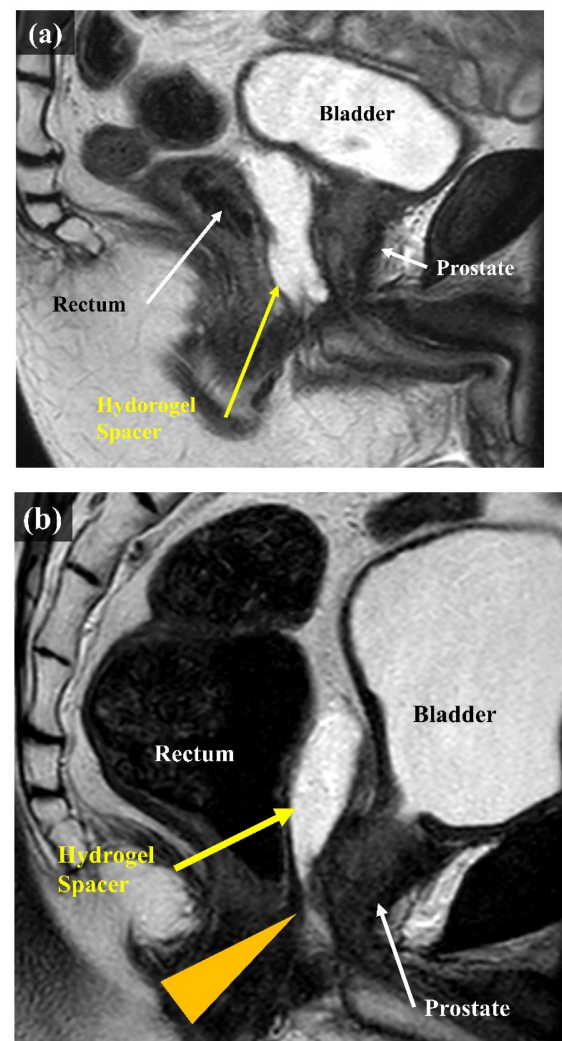 (a)
Bladder
Prostate
Rectum
Hydorogel
Spacer
(b)
Bladder
Rectum
Hydrogel
Spacer
Prostate